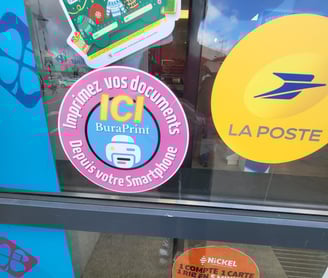 Imprimez vos documents
ICI
BuraPrint
Depuis votre Smartphone
LA POSTE
NICKEL
1 COMPTE 1 CARTE